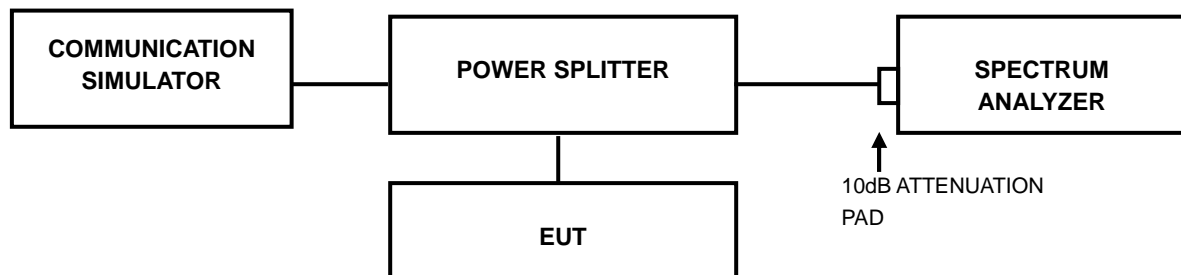 COMMUNICATION
SIMULATOR
POWER SPLITTER
SPECTRUM
ANALYZER
10dB ATTENUATION
PAD
EUT